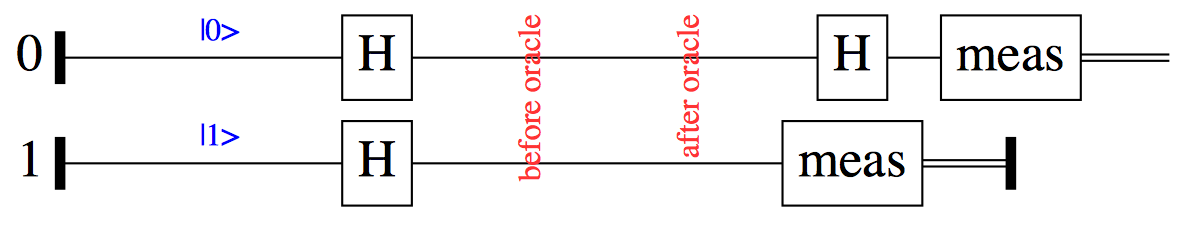 0 |0> H before oracle after oracle H meas
1 |1> H meas